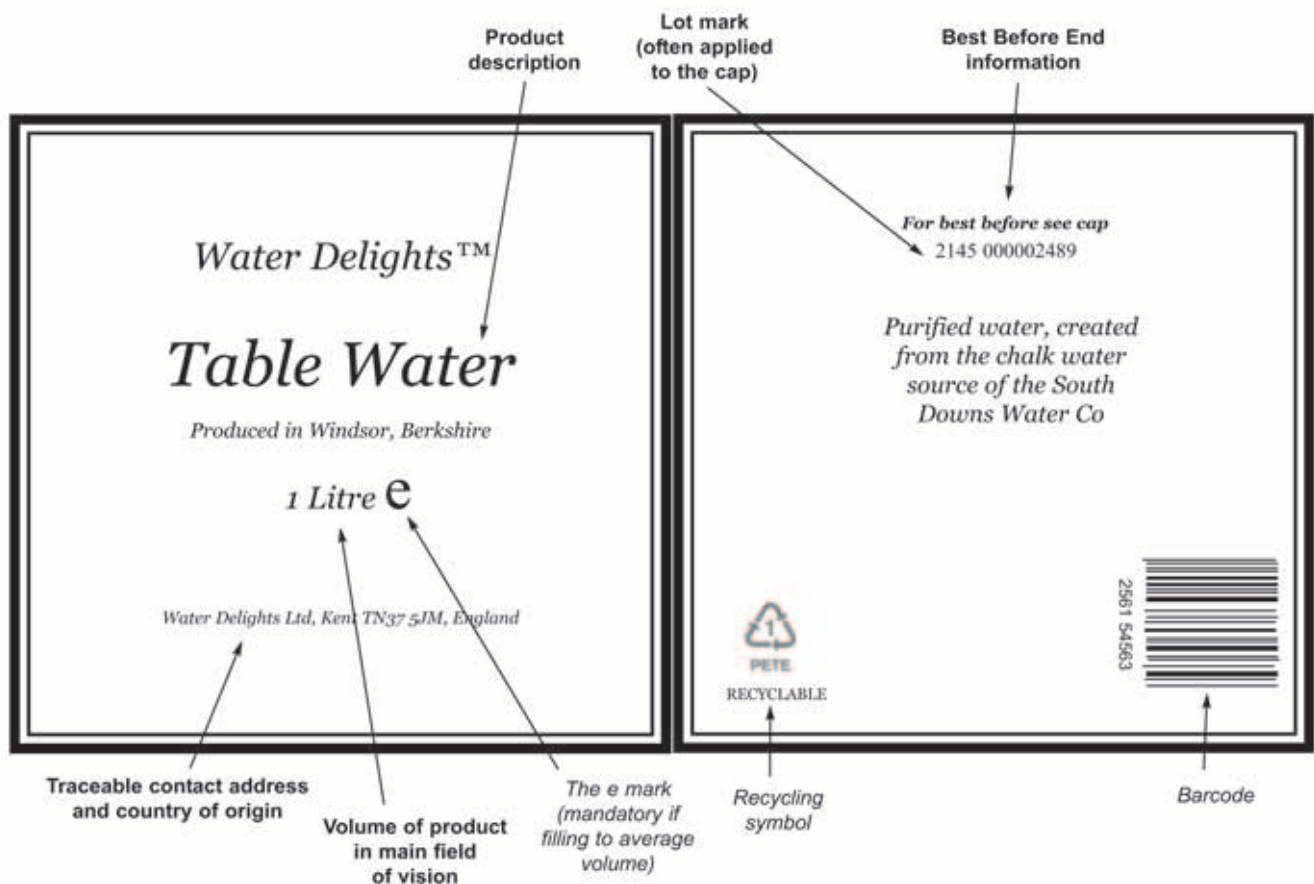 Product
description
Lot mark
(often applied
to the cap)
Best Before End
information
Water Delights™
Table Water
Produced in Windsor, Berkshire
1 Litre e
Water Delights Ltd, Kent TN37 5JM, England
For best before see cap
2145 000002489
Purified water, created
from the chalk water
source of the South
Downs Water Co
1
PETE
RECYCLABLE
2561 54563
Traceable contact address
and country of origin
Volume of product
in main field
of vision
The e mark
(mandatory if
filling to average
volume)
Recycling
symbol
Barcode